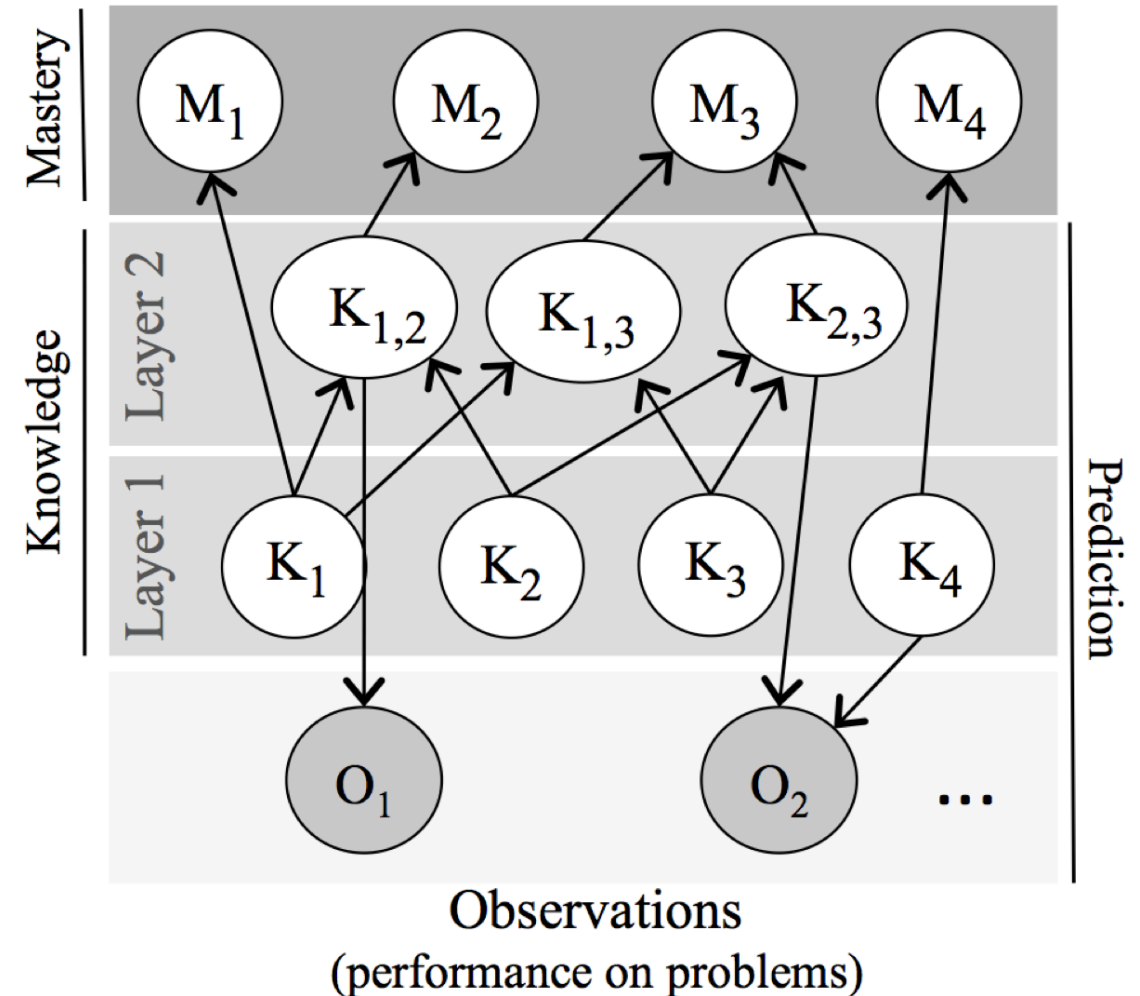 Mastery
M1 M2 M3 M4
Knowledge
Layer 2
K1,2 K1,3 K2,3
Layer 1
K1 K2 K3 K4
Prediction
O1 O2 ...
Observations
(performance on problems)